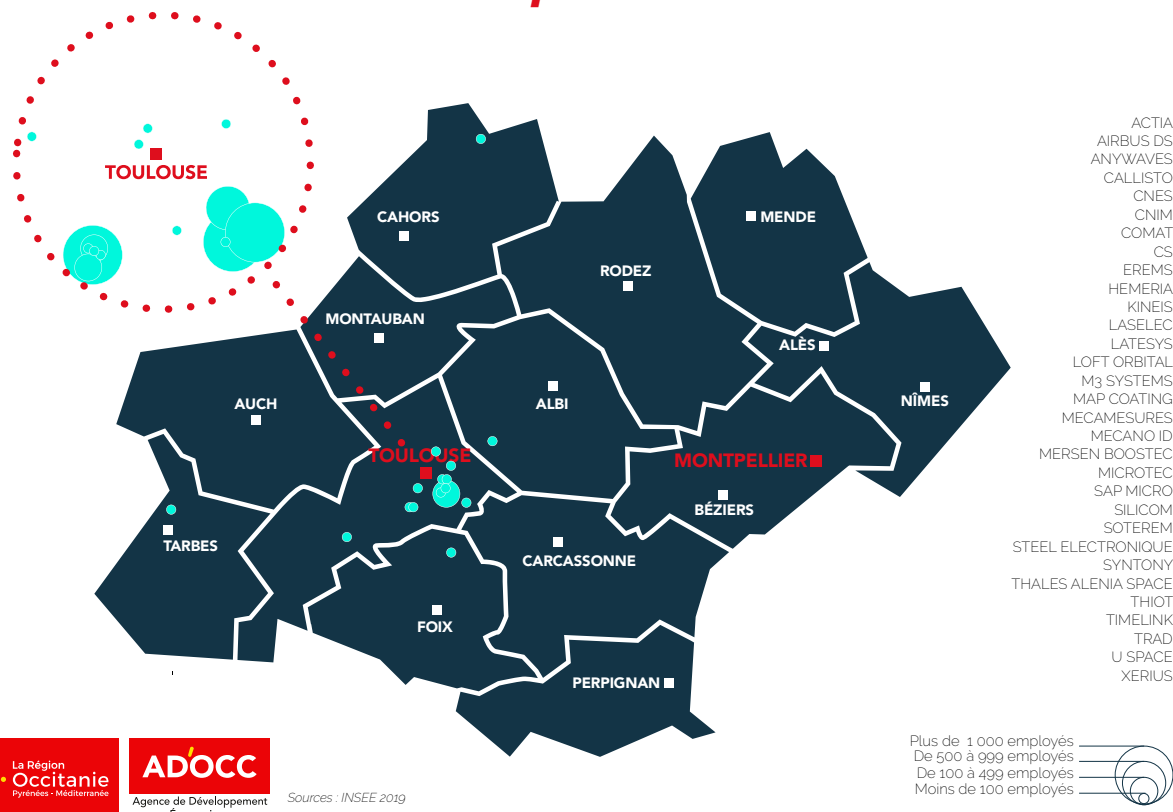 TOULOUSE
CAHORS
MENDE
RODEZ
MONTAUBAN
ALÈS
NÎMES
AUCH
ALBI
TOULOUSE
MONTPELLIER
BÉZIERS
TARBES
CARCASSONNE
FOIX
PERPIGNAN
ACTIA
AIRBUS DS
ANYWAVES
CALLISTO
CNES
CNIM
COMAT
CS
EREMS
HEMERIA
KINEIS
LASELEC
LATESYS
LOFT ORBITAL
M3 SYSTEMS
MAP COATING
MECAMESURES
MECANO ID
MERSEN BOOSTEC
MICROTEC
SAP MICRO
SILICOM
SOTEREM
STEEL ELECTRONIQUE
SYNTONY
THALES ALENIA SPACE
THIOT
TIMELINK
TRAD
U SPACE
XERIUS
Plus de 1 000 employés
De 500 à 999 employés
De 100 à 499 employés
Moins de 100 employés
La Région
Occitanie
Pyrénées - Méditerranée
AD'OCC
Agence de Développement
Sources : INSEE 2019